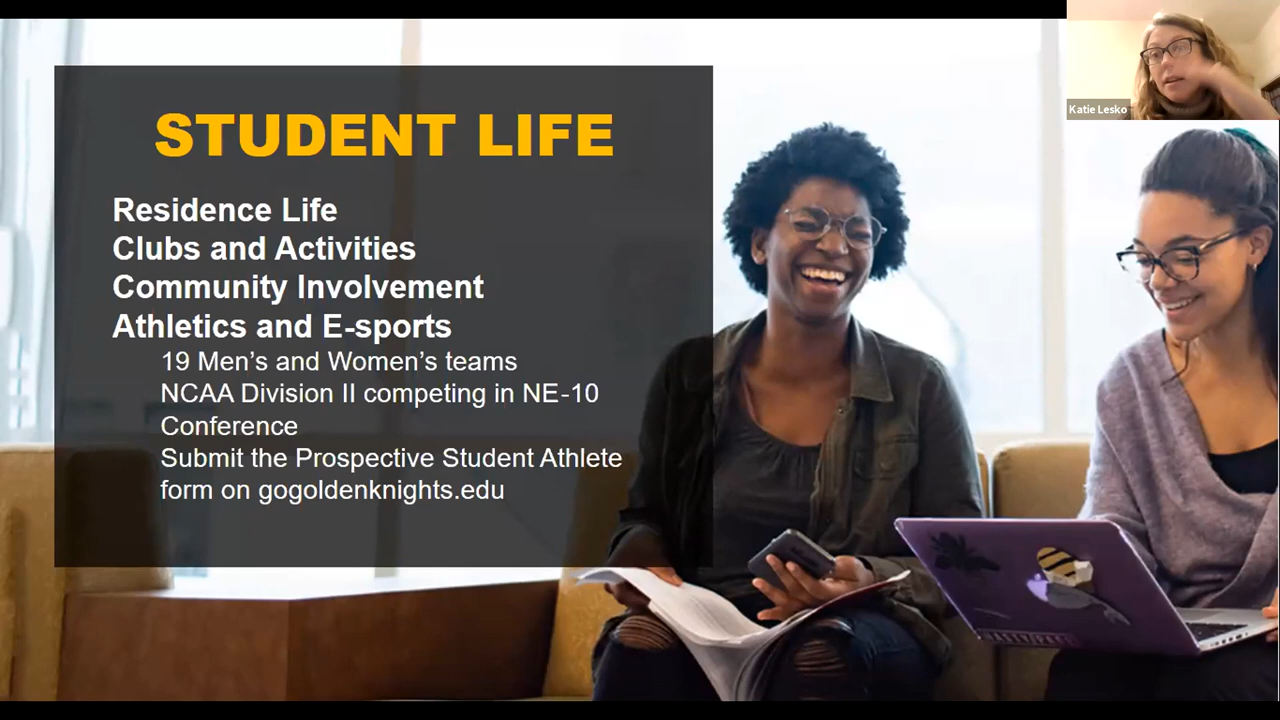 STUDENT LIFE
Residence Life
Clubs and Activities
Community Involvement
Athletics and E-sports
19 Men’s and Women’s teams
NCAA Division II competing in NE-10
Conference
Submit the Prospective Student Athlete
form on gogoldenknights.edu
Katie Lesko